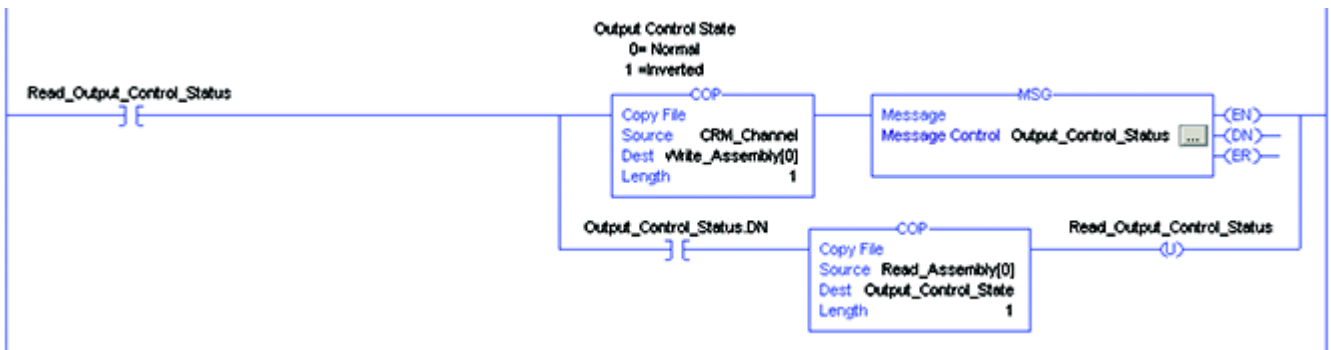 Output Control State
0= Normal
1 =Inverted
Read_Output_Control_Status
COP
Copy File
Source CRM_Channel
Dest Write_Assembly[0]
Length 1
MSG
Message
Message Control Output_Control_Status ...
EN
DN
ER
Output_Control_Status.DN
COP
Copy File
Source Read_Assembly[0]
Dest Output_Control_State
Length 1
Read_Output_Control_Status
U